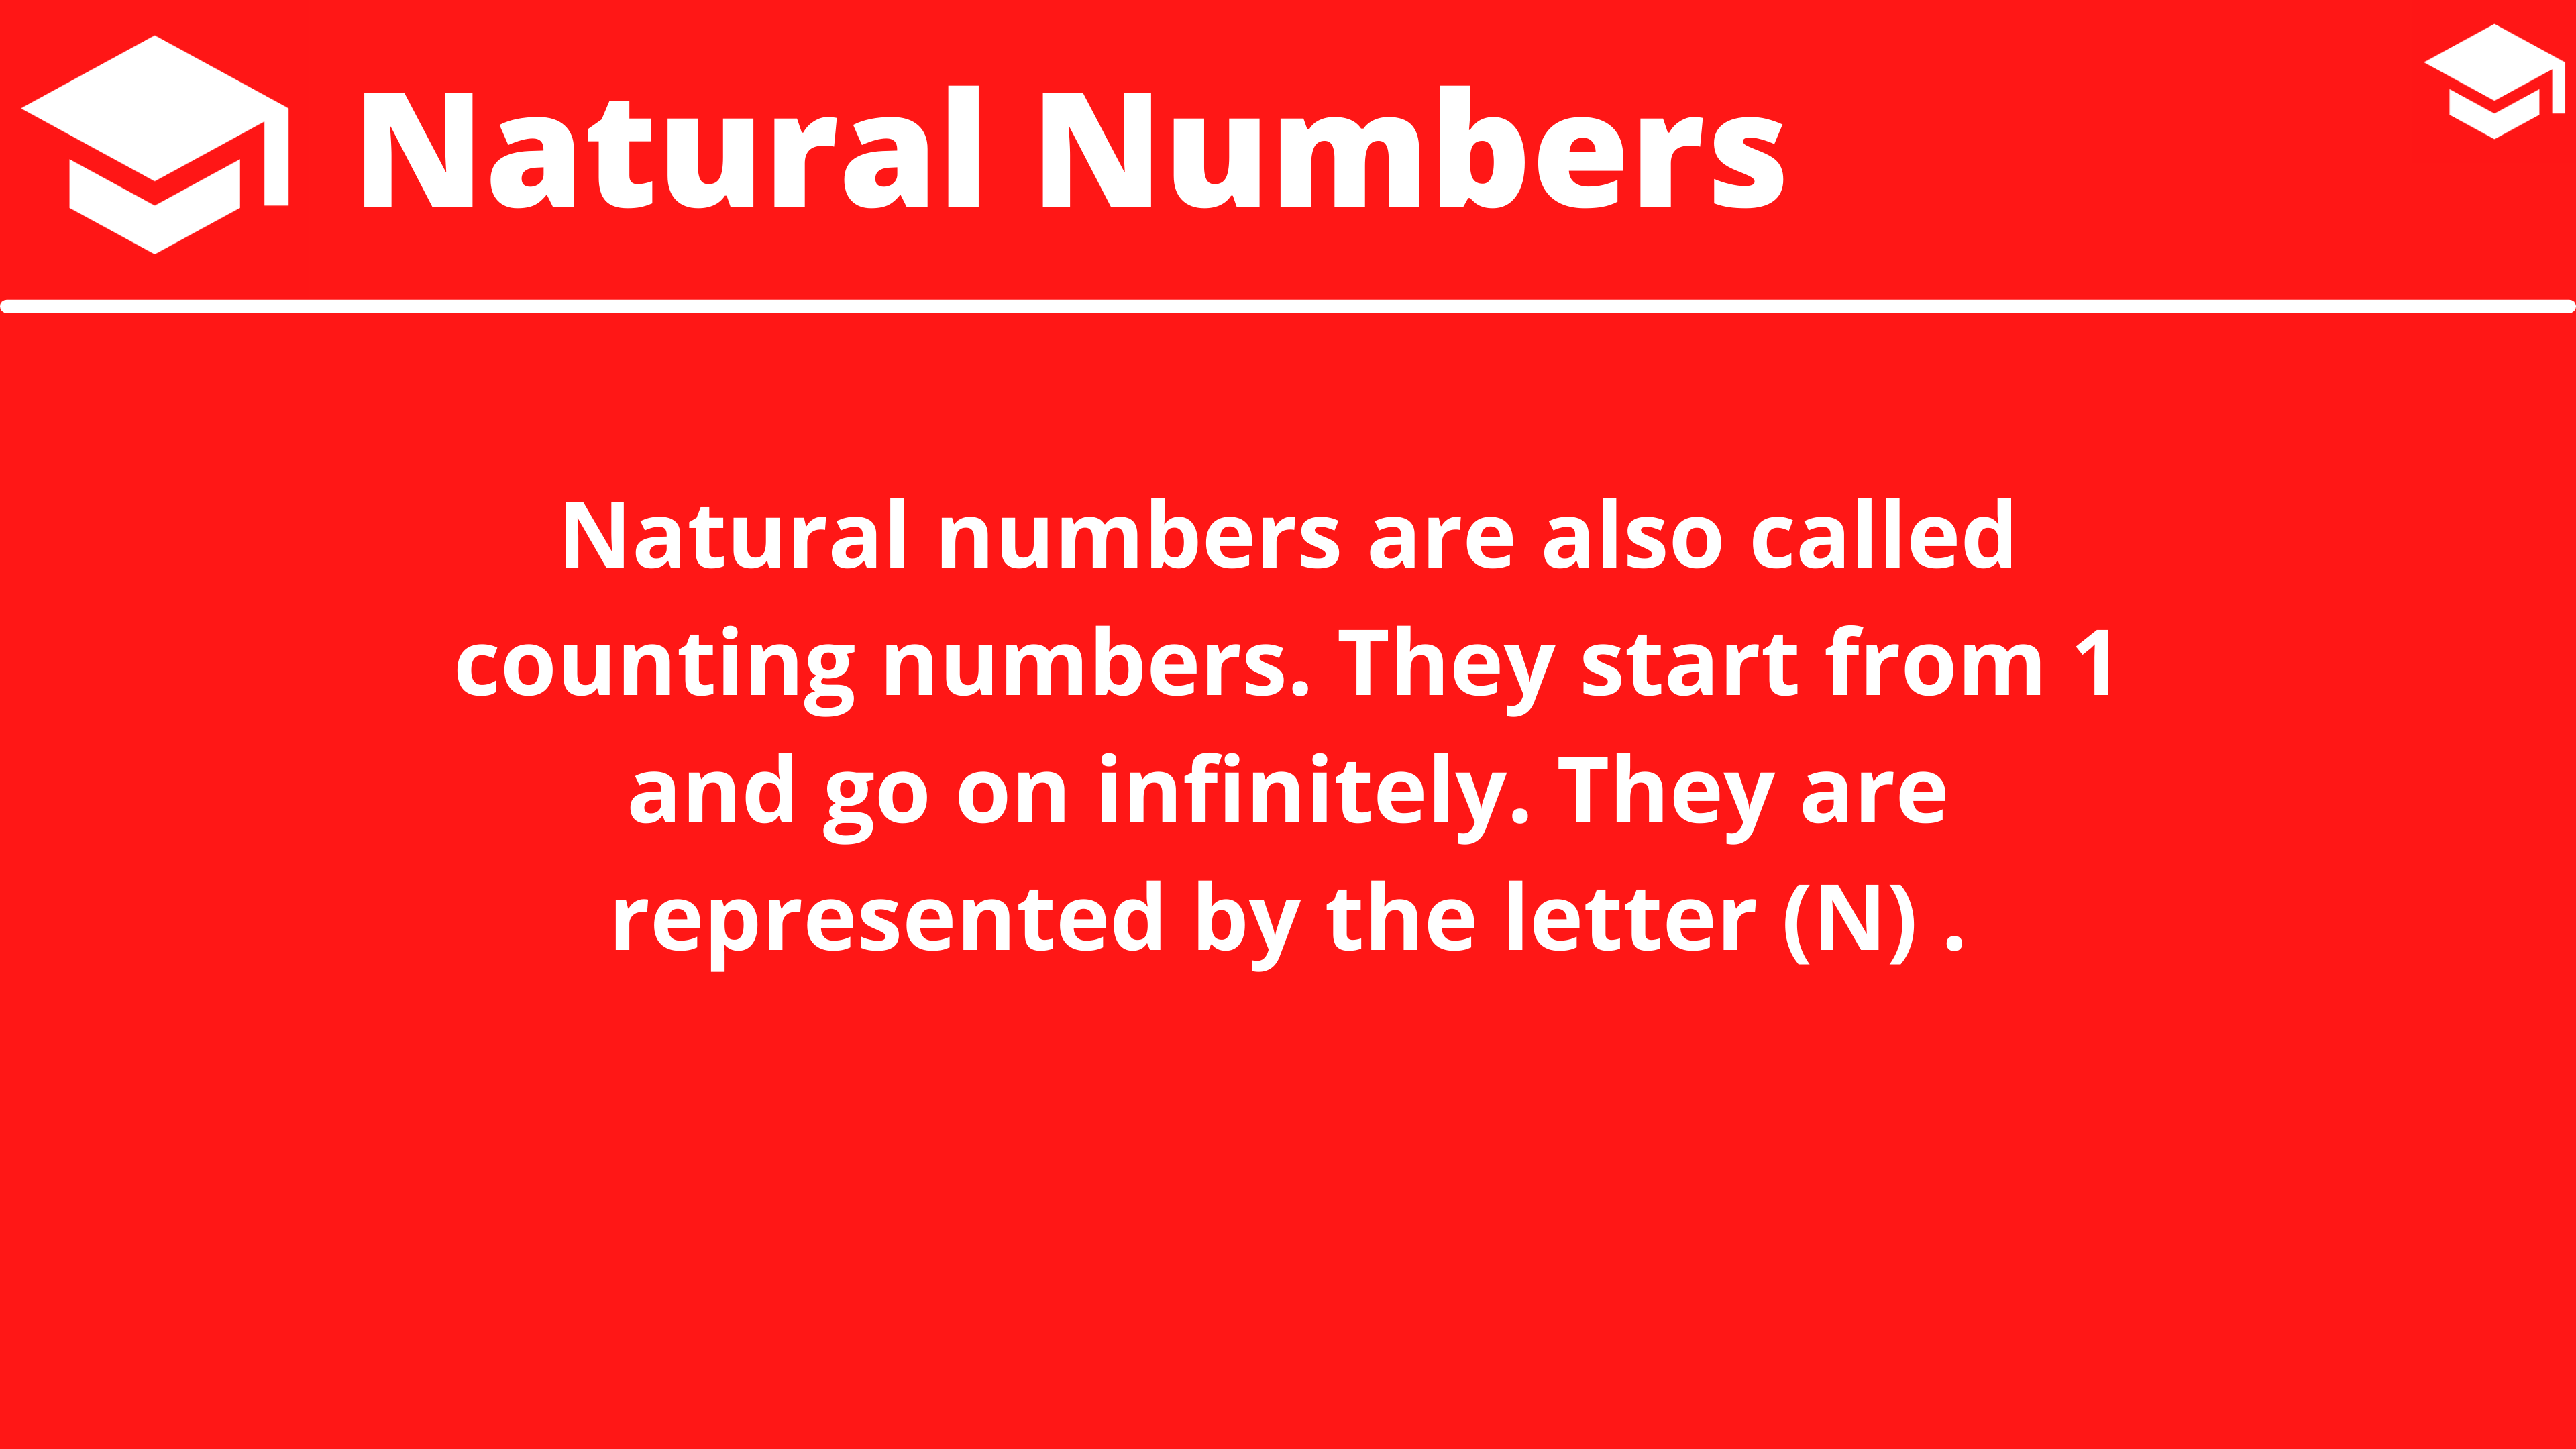 Natural Numbers
Natural numbers are also called
counting numbers. They start from 1
and go on infinitely. They are
represented by the letter (N) .